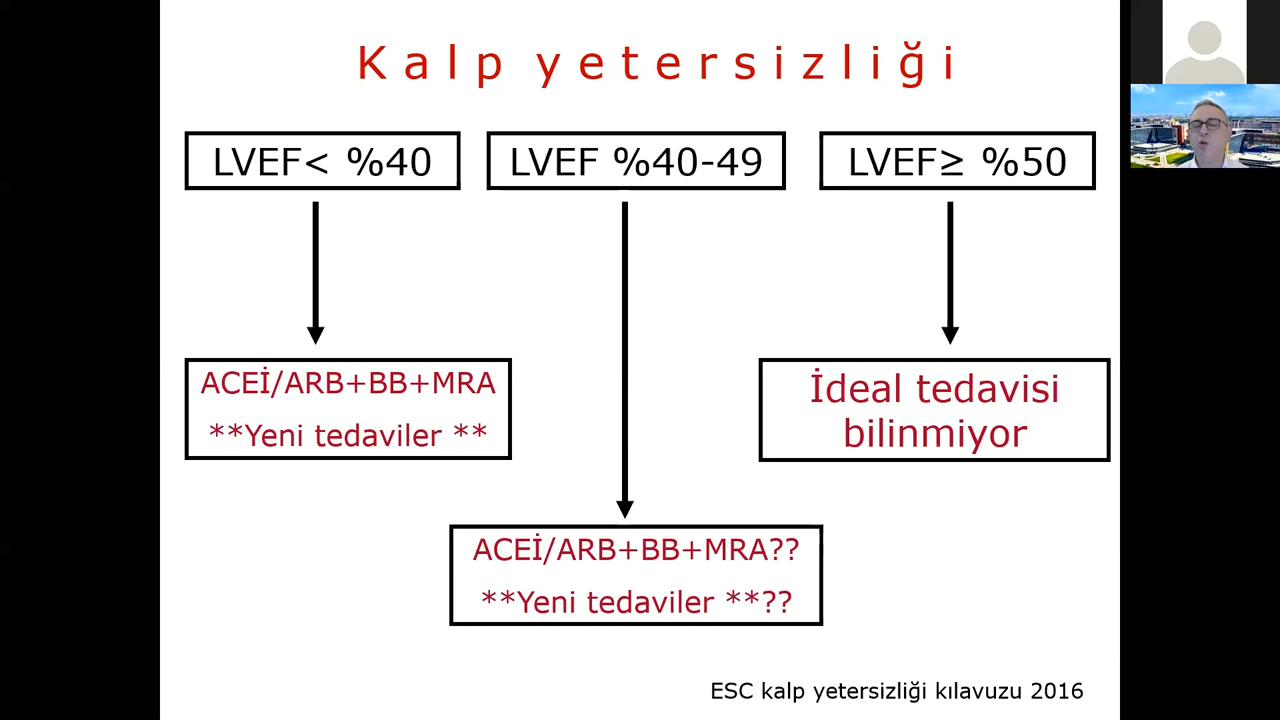 Kalp yetersizliği
LVEF< %40
LVEF %40-49
LVEF≥ %50
ACEİ/ARB+BB+MRA
**Yeni tedaviler **
İdeal tedavisi
bilinmiyor
ACEİ/ARB+BB+MRA??
**Yeni tedaviler **??
ESC kalp yetersizliği kılavuzu 2016